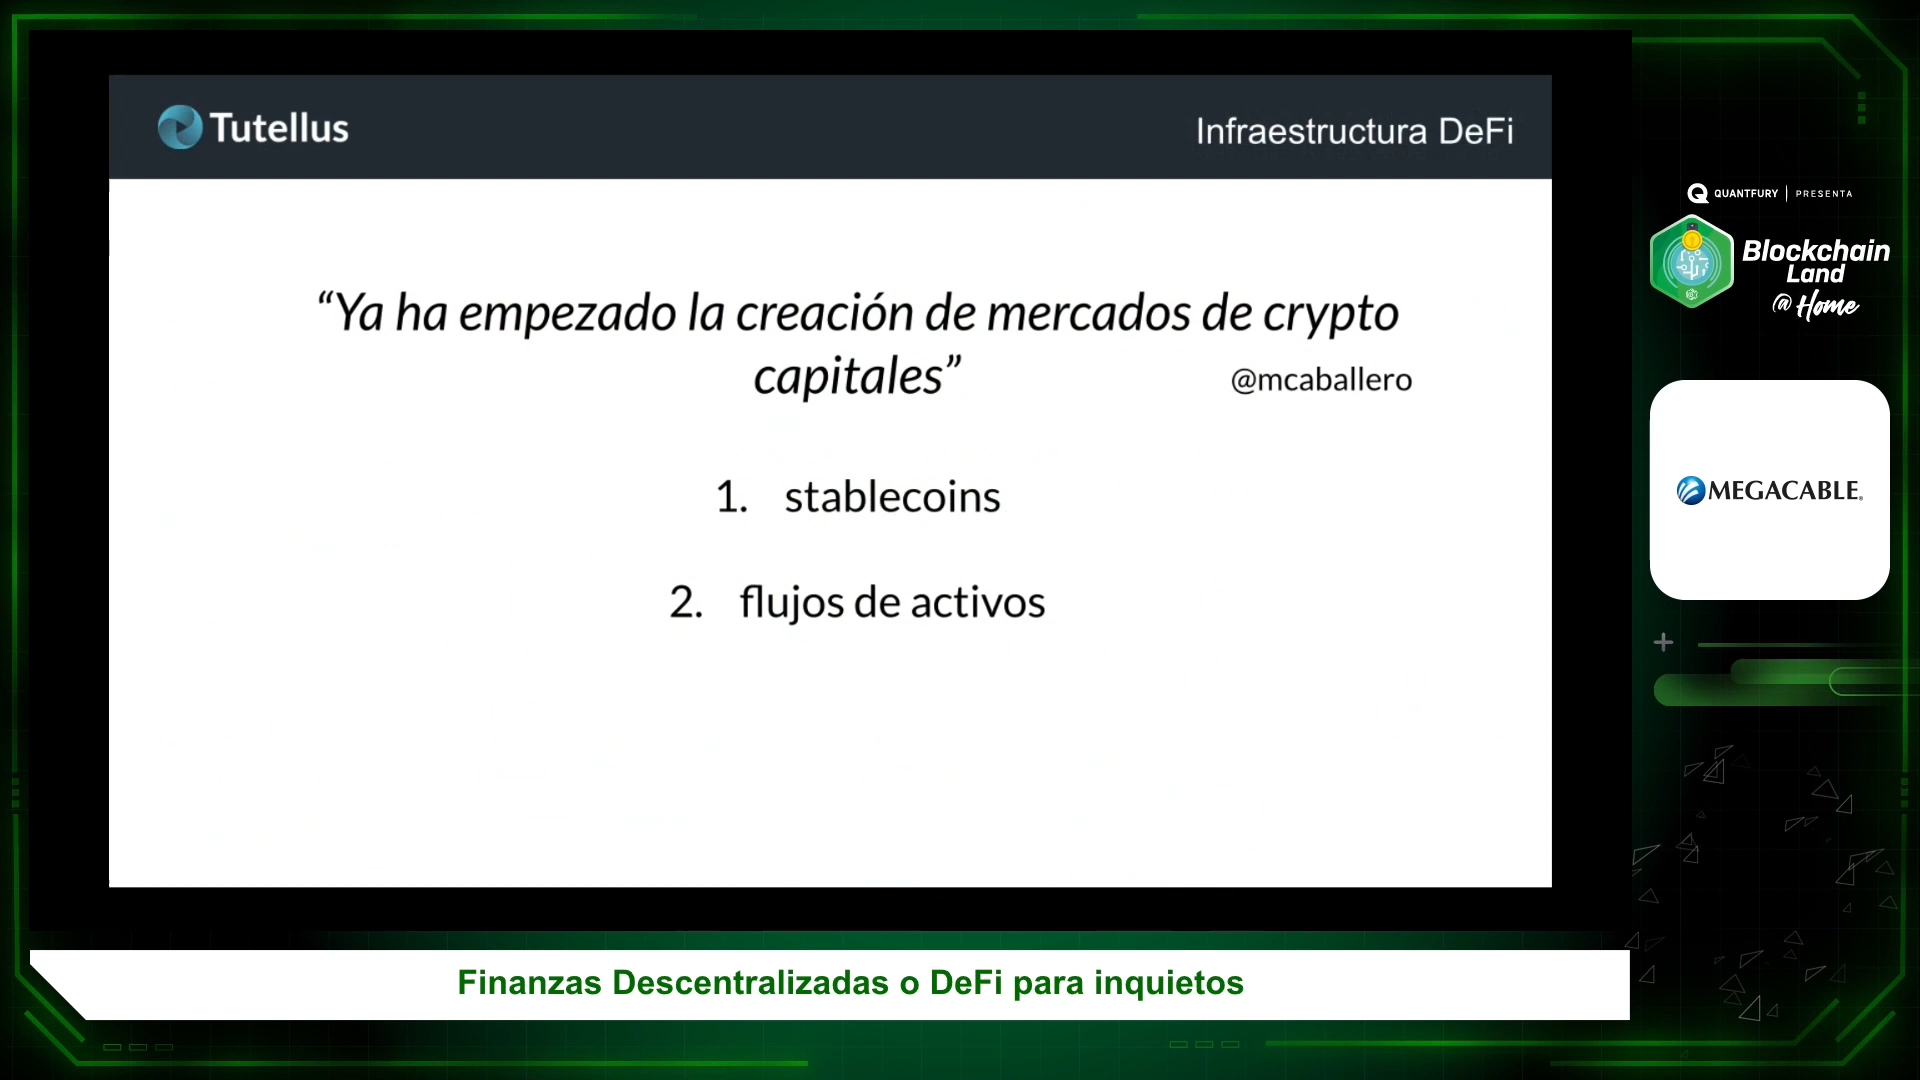 Tutellus
Infraestructura DeFi
“Ya ha empezado la creación de mercados de crypto
capitales”
@mcaballero
1. stablecoins
2. flujos de activos
QUANTFURY | PRESENTA
Blockchain
Land
@ Home
MEGACABLE®
Finanzas Descentralizadas o DeFi para inquietos